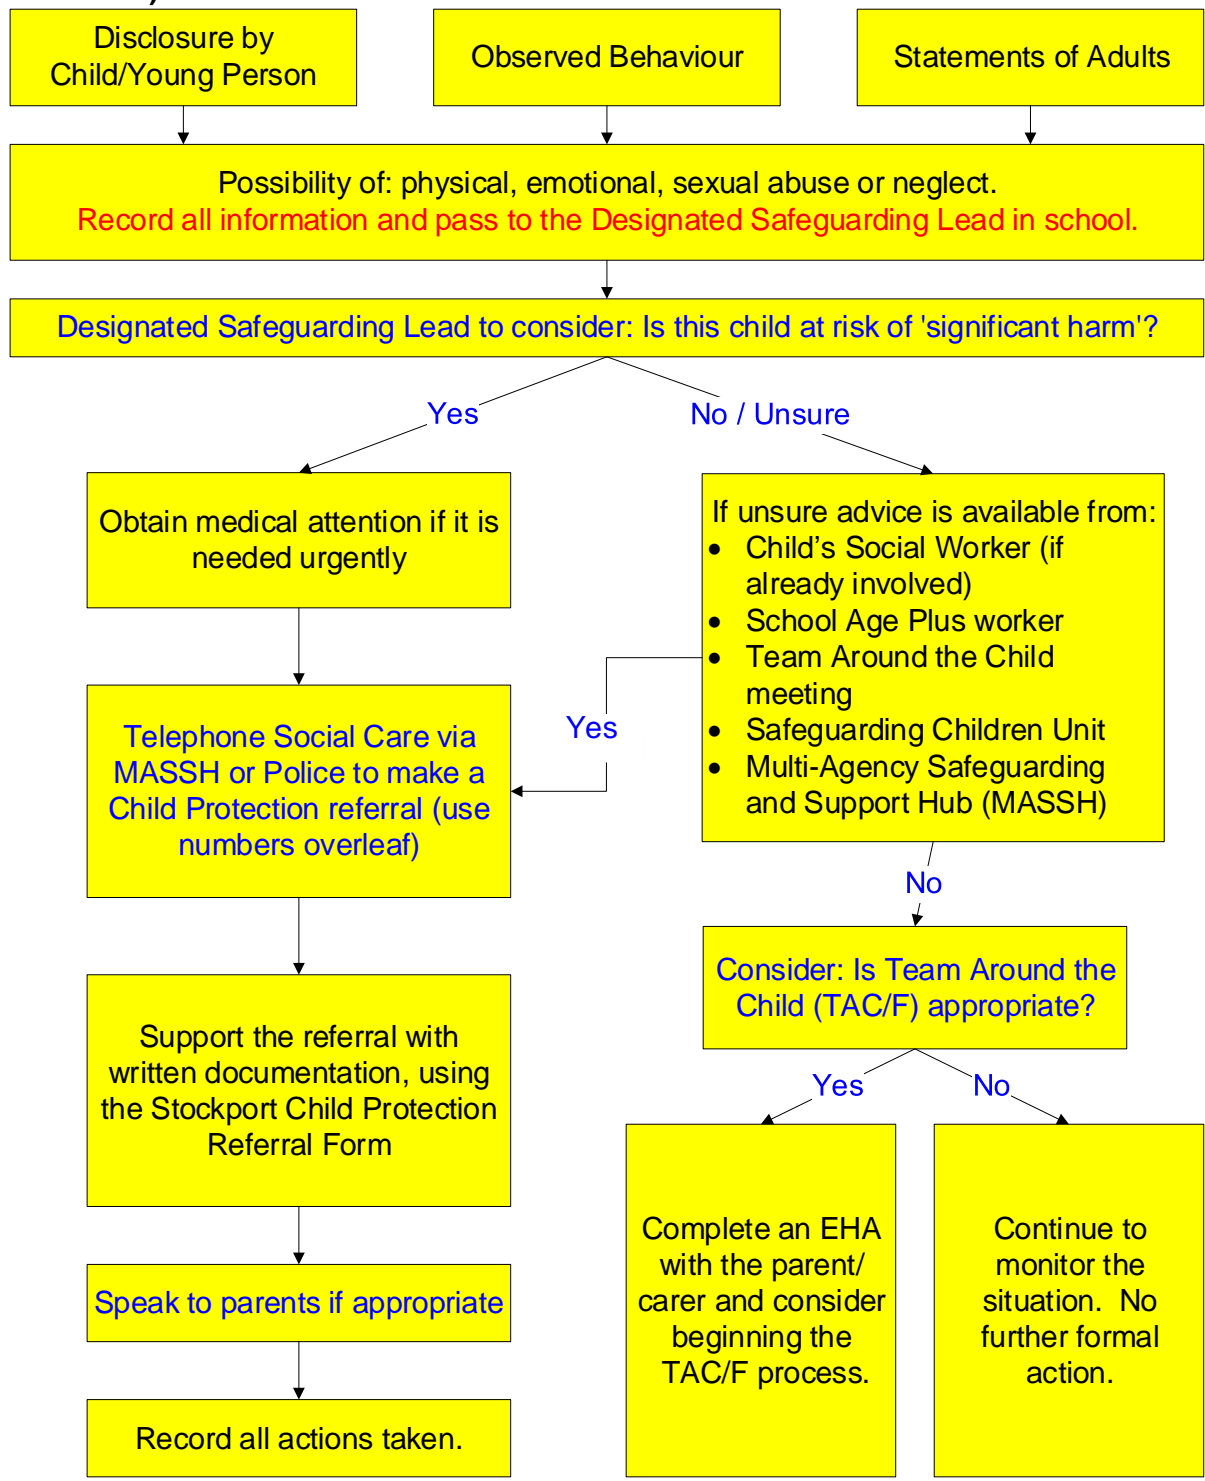 Disclosure by
Child/Young Person
Observed Behaviour
Statements of Adults
Possibility of: physical, emotional, sexual abuse or neglect.
Record all information and pass to the Designated Safeguarding Lead in school.
Designated Safeguarding Lead to consider: Is this child at risk of 'significant harm'?
Yes
No / Unsure
Obtain medical attention if it is
needed urgently
If unsure advice is available from:
• Child’s Social Worker (if
already involved)
• School Age Plus worker
• Team Around the Child
meeting
• Safeguarding Children Unit
• Multi-Agency Safeguarding
and Support Hub (MASSH)
Yes
Telephone Social Care via
MASSH or Police to make a
Child Protection referral (use
numbers overleaf)
No
Consider: Is Team Around the
Child (TAC/F) appropriate?
Support the referral with
written documentation, using
the Stockport Child Protection
Referral Form
Yes
No
Complete an EHA
with the parent/
carer and consider
beginning the
TAC/F process.
Continue to
monitor the
situation.  No
further formal
action.
Speak to parents if appropriate
Record all actions taken.